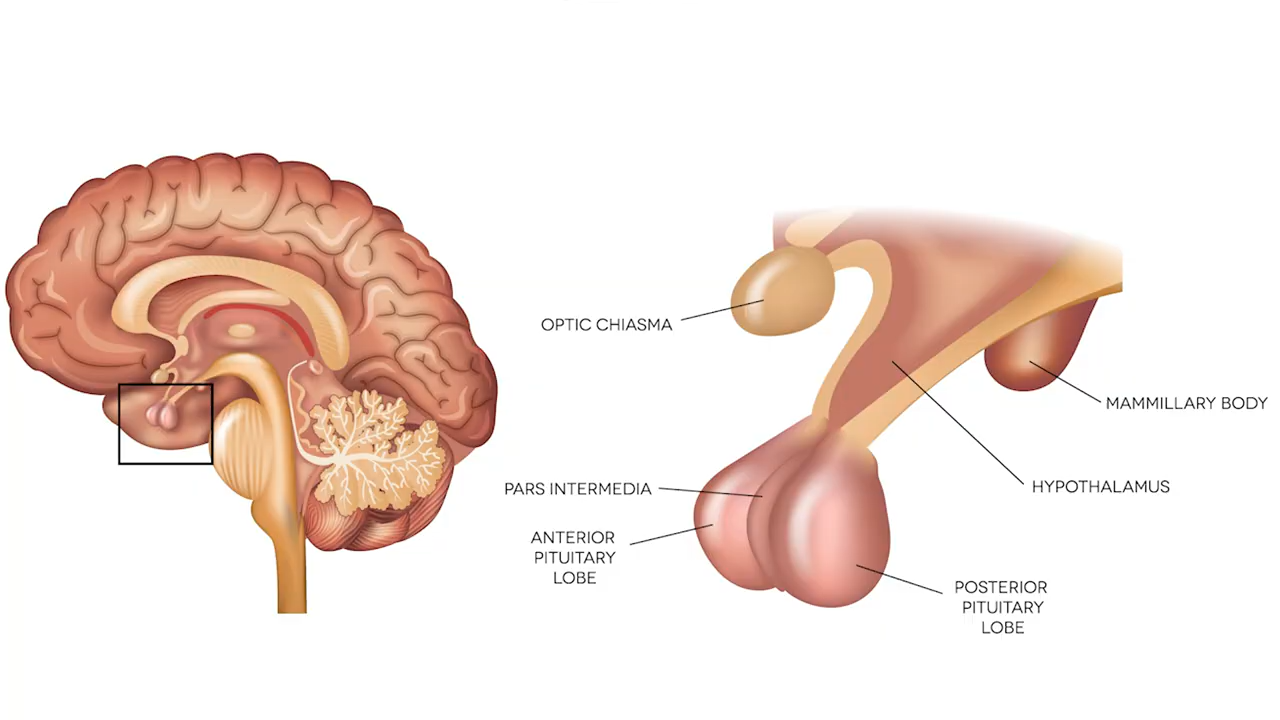 OPTIC CHIASMA
MAMMILLARY BODY
PARS INTERMEDIA
HYPOTHALAMUS
ANTERIOR
PITUITARY
LOBE
POSTERIOR
PITUITARY
LOBE